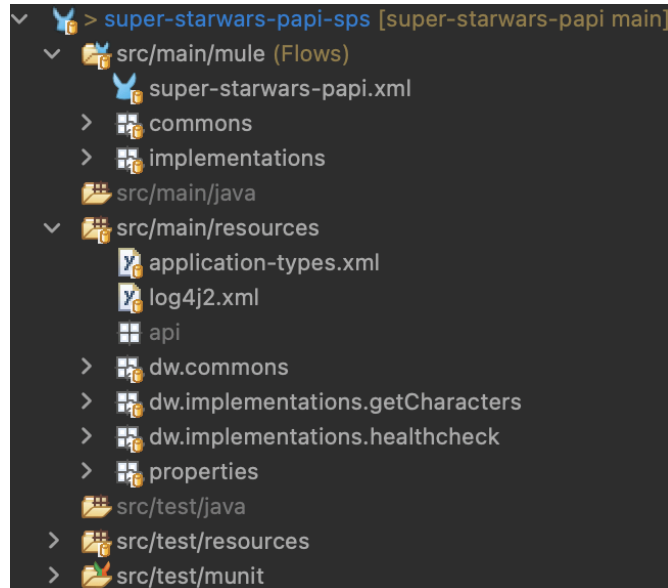 > super-starwars-papi-sps [super-starwars-papi main]
src/main/mule (Flows)
super-starwars-papi.xml
commons
implementations
src/main/java
src/main/resources
application-types.xml
log4j2.xml
api
dw.commons
dw.implementations.getCharacters
dw.implementations.healthcheck
properties
src/test/java
src/test/resources
src/test/munit